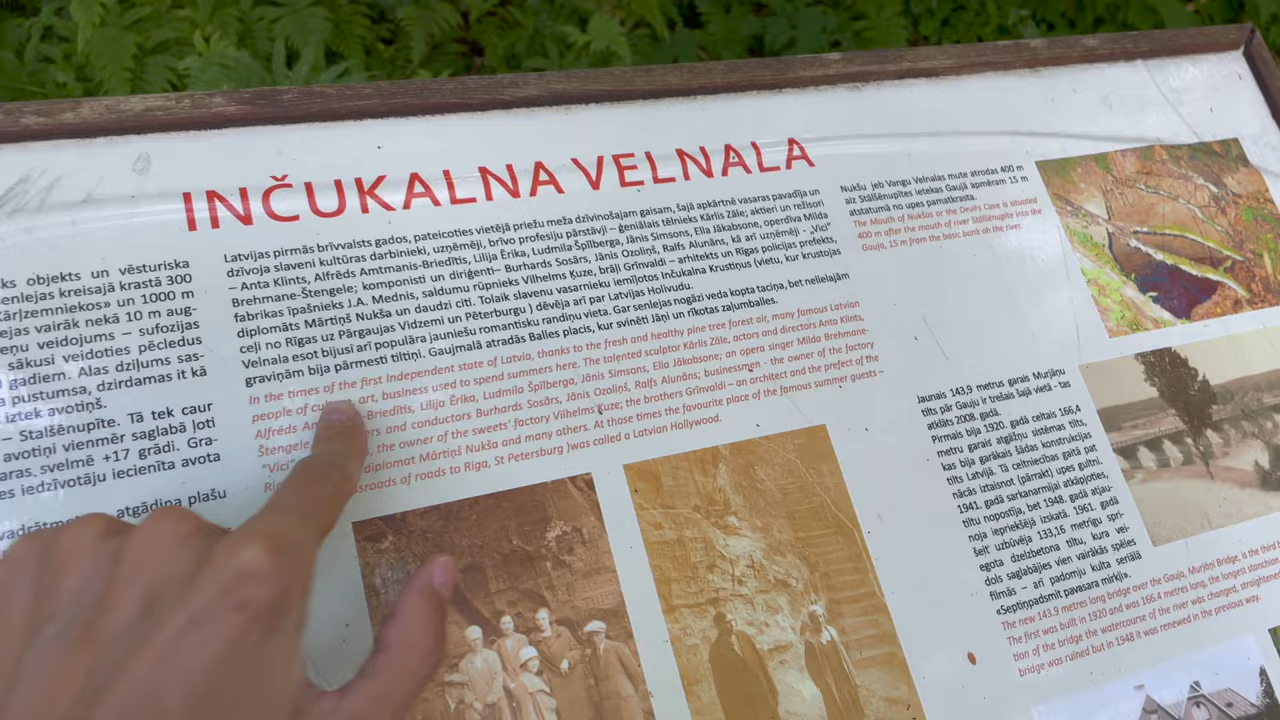 INČUKALNA VELNALA
ks objekts un vēsturiska
enlejas kreisajā krastā 300
Kārļzemniekos» un 1000 m
ejas vairāk nekā 10 m aug-
eņu veidojums – sufozijas
sākusi veidoties pēcledus
gadiem. Alas dziļums sas-
pustumsa, dzirdamas it kā
iztek avotiņš.
– Stalšēnupīte. Tā tek caur
avotiņi vienmēr saglabā ļoti
aras svelmē +17 grādi. Gra-
es iedzīvotāju iecienīta avota
atgādina plašu
Latvijas pirmās brīvvalsts gados, pateicoties vietējā priežu meža dzīvinošajam gaisam, šajā apkārtnē vasaras pavadīja un
dzīvoja slaveni kultūras darbinieki, uzņēmēji, brīvo profesiju pārstāvji – ģeniālais tēlnieks Kārlis Zāle; aktieri un režisori
– Anta Klints, Alfrēds Amtmanis-Briedītis, Lilija Ērika, Ludmila Špīlberga, Jānis Simsons, Ella Jākabsone, operdīva Milda
Brehmane-Štengele; komponisti un diriģenti– Burhards Sosārs, Jānis Ozoliņš, Ralfs Alunāns, kā arī uzņēmēji - „Vici"
fabrikas īpašnieks J.A. Mednis, saldumu rūpnieks Vilhelms Ķuze, brāļi Grīnvaldi – arhitekts un Rīgas policijas prefekts,
diplomāts Mārtiņš Nukša un daudzi citi. Tolaik slavenu vasarnieku iemīļotos Inčukalna Krustiņus (vietu, kur krustojas
ceļi no Rīgas uz Pārgaujas Vidzemi un Pēterburgu ) dēvēja arī par Latvijas Holivudu.
Velnala esot bijusi arī populāra jauniešu romantisku randiņu vieta. Gar senlejas nogāzi veda kopta taciņa, bet nelielajām
graviņām bija pārmesti tiltiņi. Gaujmalā atradās Balles placis, kur svinēti Jāņi un rīkotas zaļumballes.
In the times of the first Independent state of Latvia, thanks to the fresh and healthy pine tree forest air, many famous Latvian
people of art, business used to spend summers here. The talented sculptor Kārlis Zāle, actors and directors Anta Klints,
Alfrēds -Briedītis, Lilija Ērika, Ludmila Špīlberga, Jānis Simsons, Ella Jākabsone; an opera singer Milda Brehmane-
Štengele and conductors Burhards Sosārs, Jānis Ozoliņš, Ralfs Alunāns; businessmen - the owner of the factory
"Vici" , the owner of the sweets' factory Vilhelms Ķuze; the brothers Grīnvaldi – an architect and the prefect of the
diplomat Mārtiņš Nukša and many others. At those times the favourite place of the famous summer guests –
roads to Riga, St Petersburg )was called a Latvian Hollywood.
Nukšu jeb Vangu Velnalas mute atrodas 400 m
aiz Stālšēnupītes ietekas Gaujā apmēram 15 m
atstatumā no upes pamatkrasta.
The Mouth of Nukšas or the Devils Cave is situated
400 m after the mouth of river Stālšēnupīte into the
Gauja, 15 m from the basic bank oh the river.
Jaunais 143,9 metrus garais Murjāņu
tilts pār Gauju ir trešais šajā vietā - tas
atklāts 2008. gadā.
Pirmais bija 1920. gadā celtais 166,4
metru garais atgāžņu sistēmas tilts,
kas bija garākais šādas konstrukcijas
tilts Latvijā. Tā celtniecības gaitā pat
nācās iztaisnot (pārrakt) upes gultni.
1941. gadā sarkanarmijai atkāpjoties,
tiltu nopostīja, bet 1948. gadā atjau-
noja iepriekšējā izskatā. 1961. gadā
šeit uzbūvēja 133,16 metrīgu sprī-
egota dzelzbetona tiltu, kura vei-
dols saglabājies vien vairākās spēles
filmās – arī padomju kulta seriālā
«Septiņpadsmit pavasara mirkļi».
The new 143.9 metres long bridge over the Gauja, Murjāņi Bridge, is the third
The first was built in 1920 and was 166.4 metres long, the longest stanchion
tion of the bridge the watercourse of the river was changed, straightened
bridge was ruined but in 1948 it was renewed in the previous way.